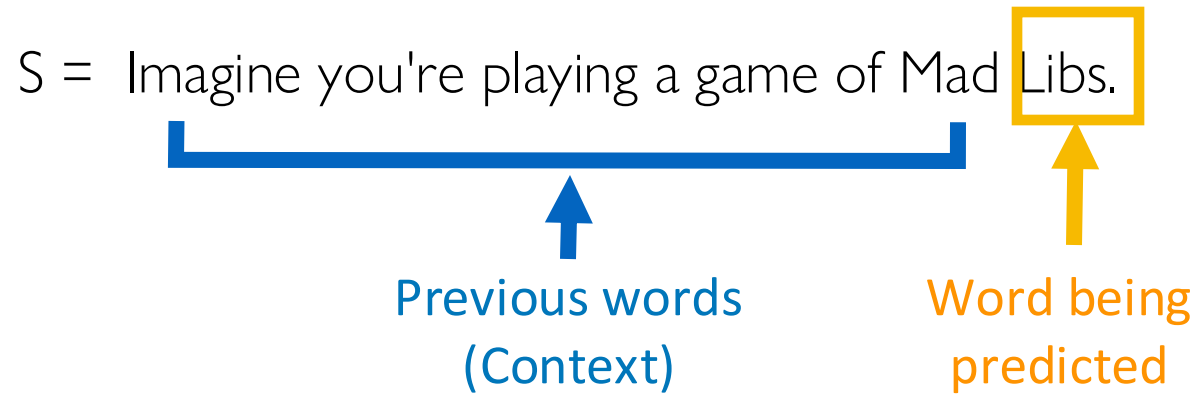 S = Imagine you're playing a game of Mad Libs.
Previous words
(Context)
Word being
predicted